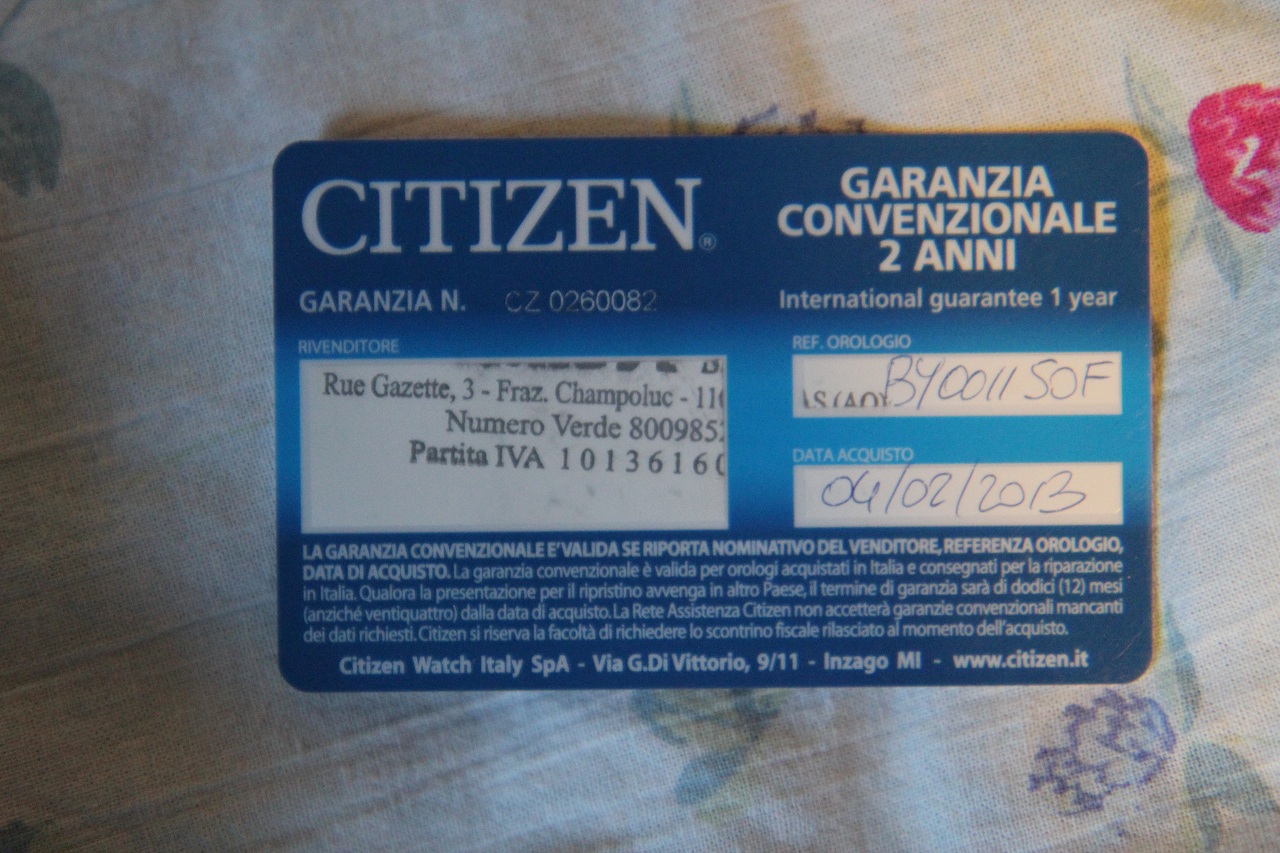 CITIZEN®
GARANZIA
CONVENZIONALE
2 ANNI
GARANZIA N. CZ 0260082
International guarantee 1 year
RIVENDITORE
Rue Gazette, 3 - Fraz. Champoluc - 11
Numero Verde 800985
Partita IVA 1013616
REF. OROLOGIO
BY0011 50F
DATA ACQUISTO
04/02/2013
LA GARANZIA CONVENZIONALE E' VALIDA SE RIPORTA NOMINATIVO DEL VENDITORE, REFERENZA OROLOGIO,
DATA DI ACQUISTO. La garanzia convenzionale è valida per orologi acquistati in Italia e consegnati per la riparazione
in Italia. Qualora la presentazione per il ripristino avvenga in altro Paese, il termine di garanzia sarà di dodici (12) mesi
(anziché ventiquattro) dalla data di acquisto. La Rete Assistenza Citizen non accetterà garanzie convenzionali mancanti
dei dati richiesti. Citizen si riserva la facoltà di richiedere lo scontrino fiscale rilasciato al momento dell'acquisto.
Citizen Watch Italy SpA - Via G.Di Vittorio, 9/11 - Inzago MI - www.citizen.it